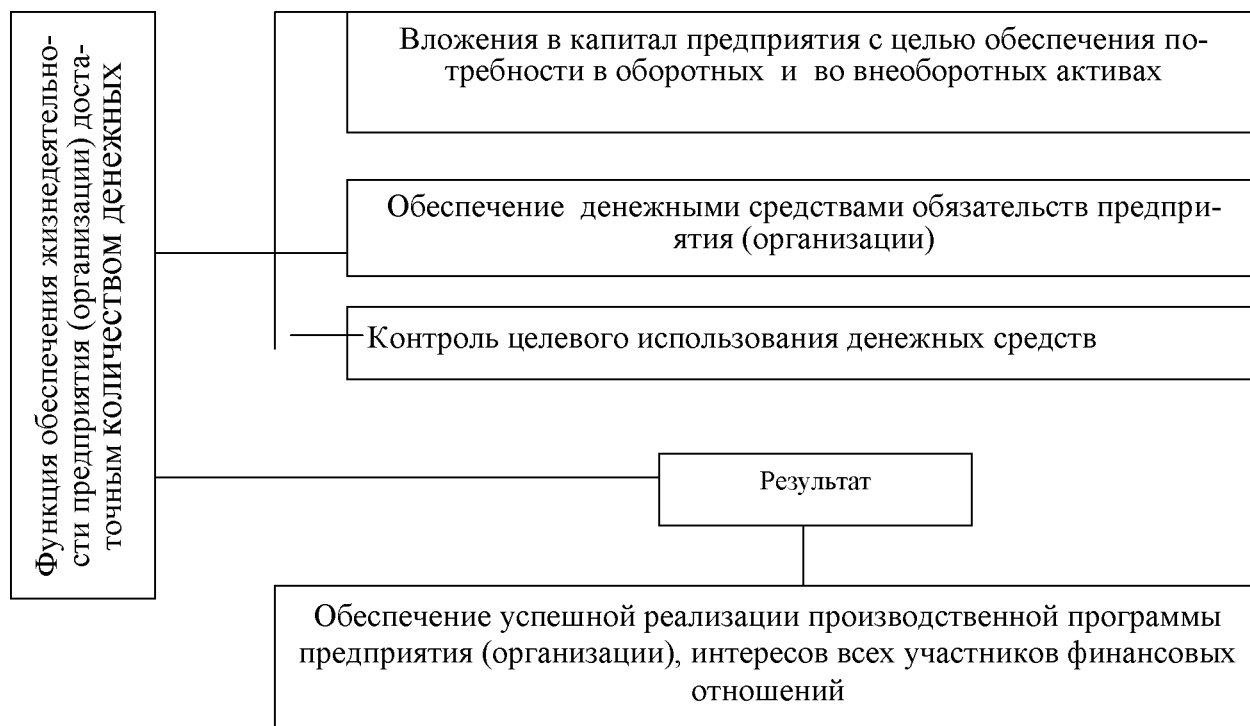 Функция обеспечения жизнедеятельно-
сти предприятия (организации) доста-
точным количеством денежных
Вложения в капитал предприятия с целью обеспечения по-
требности в оборотных и во внеоборотных активах
Обеспечение денежными средствами обязательств предпри-
ятия (организации)
Контроль целевого использования денежных средств
Результат
Обеспечение успешной реализации производственной программы
предприятия (организации), интересов всех участников финансовых
отношений